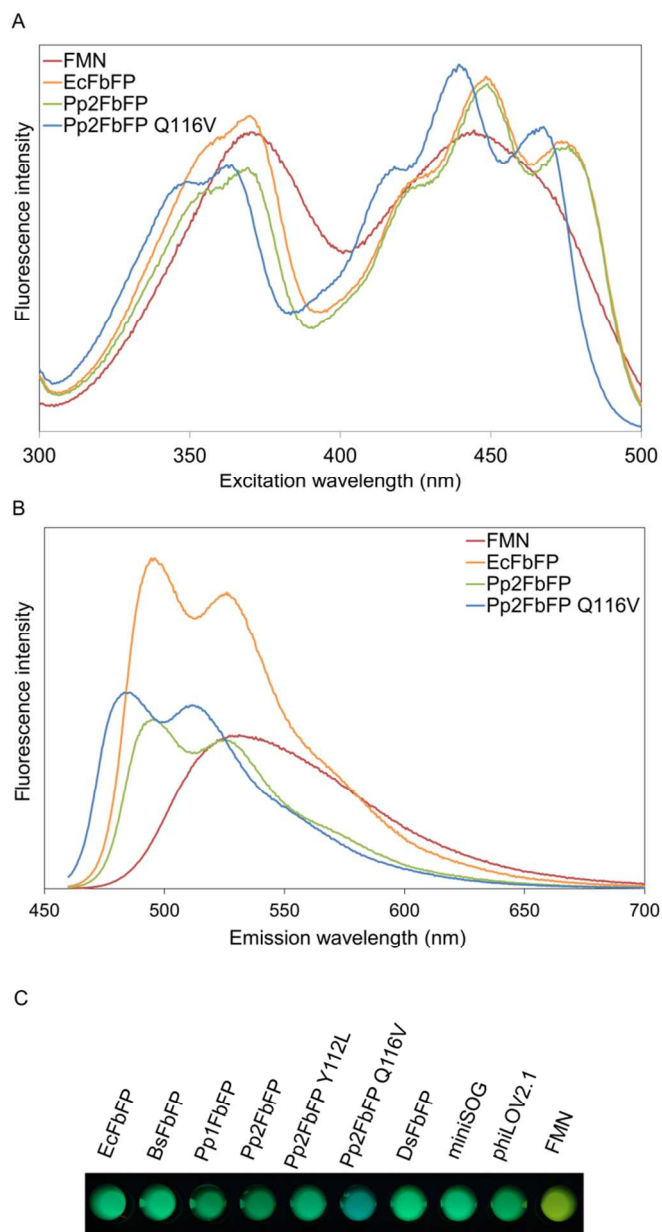 A
FMN
EcFbFP
Pp2FbFP
Pp2FbFP Q116V
Fluorescence intensity
300 350 400 450 500
Excitation wavelength (nm)
B
FMN
EcFbFP
Pp2FbFP
Pp2FbFP Q116V
Fluorescence intensity
450 500 550 600 650 700
Emission wavelength (nm)
C
EcFbFP
BsFbFP
Pp1FbFP
Pp2FbFP
Pp2FbFP Y112L
Pp2FbFP Q116V
DsFbFP
miniSOG
phiLOV2.1
FMN